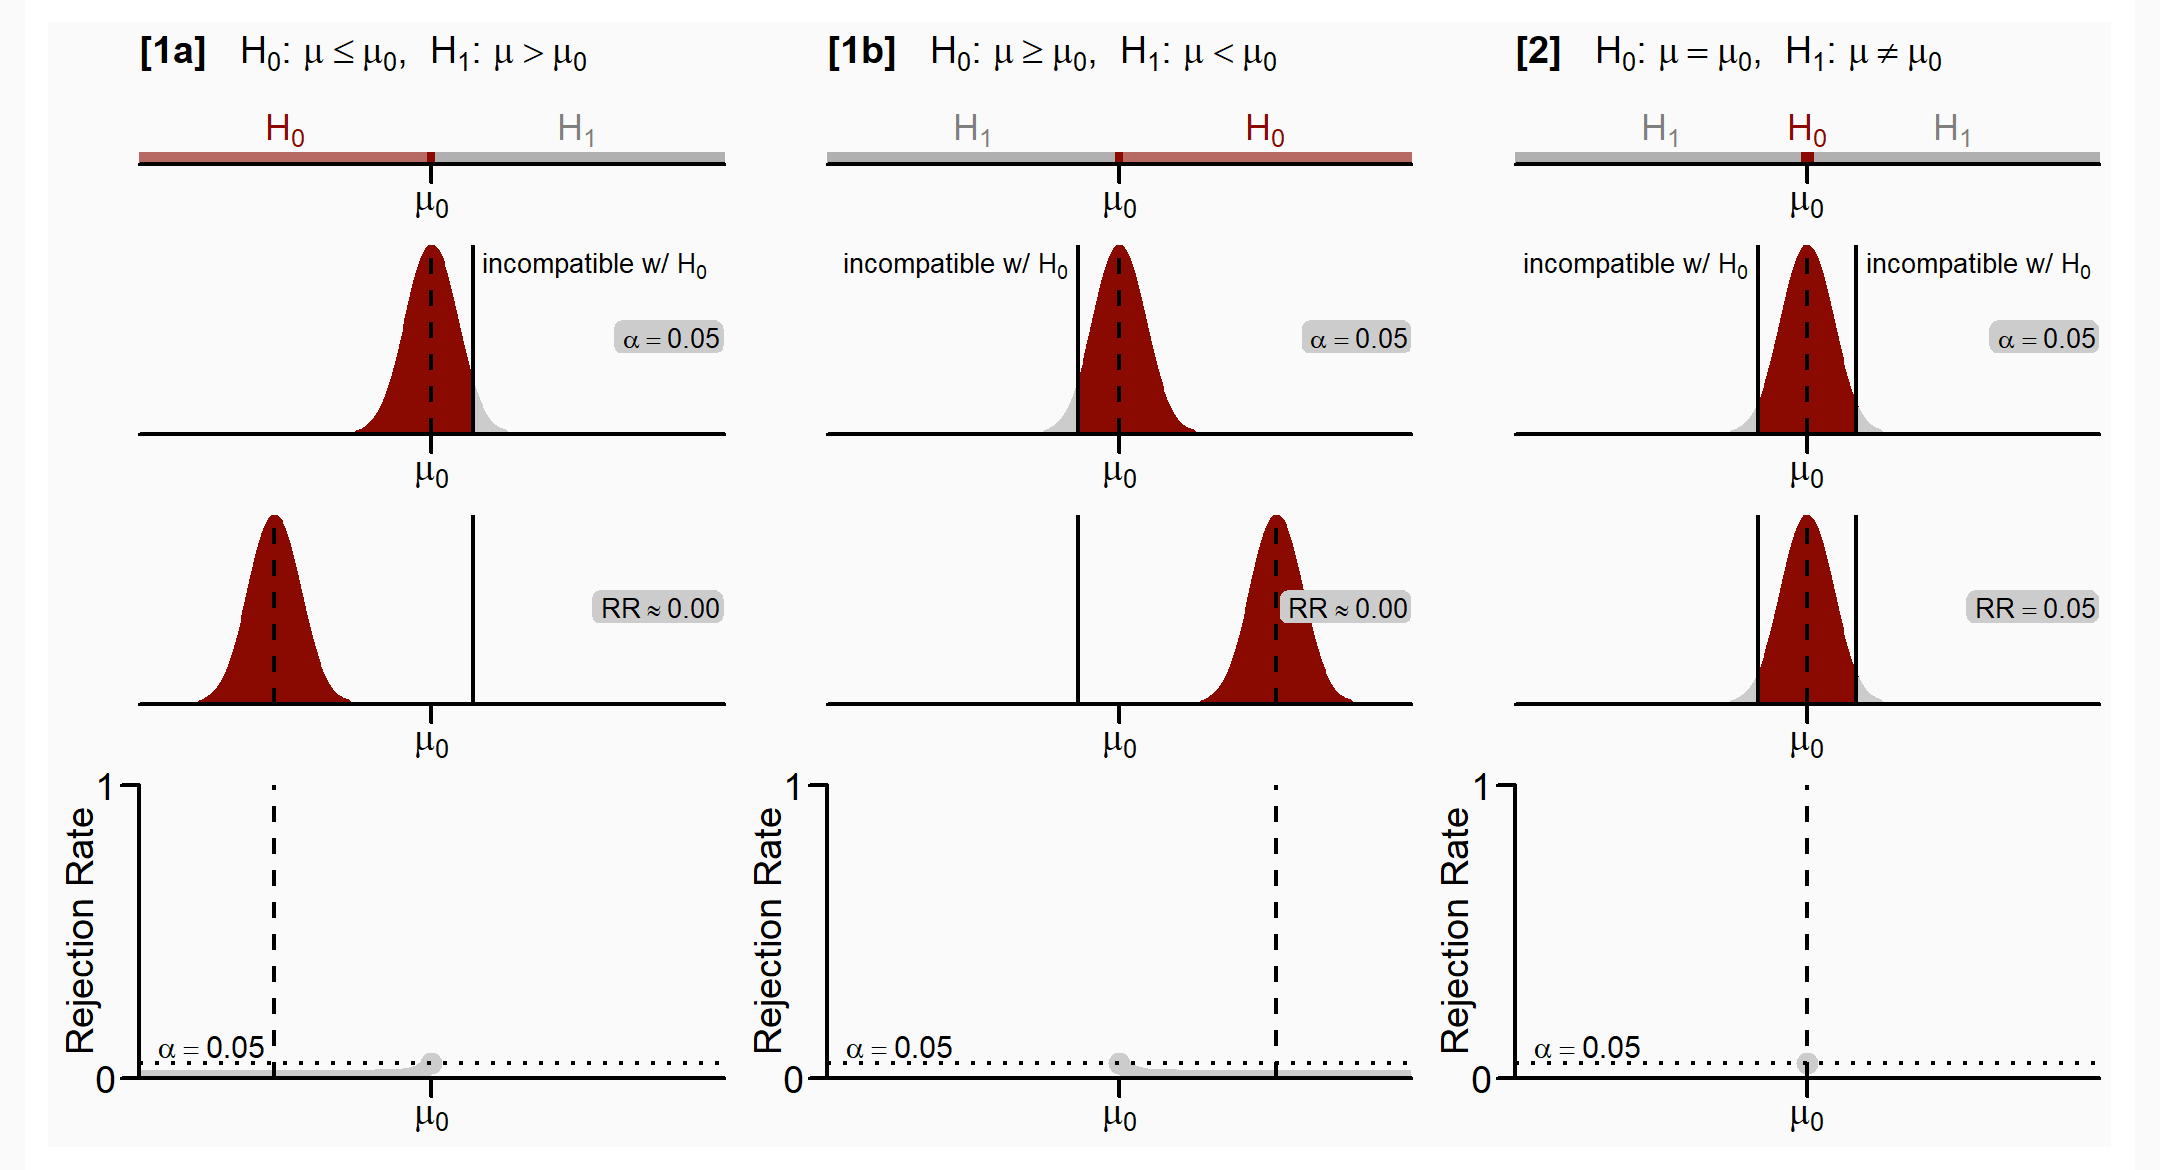 [1a] H₀: μ ≤ μ₀, H₁: μ > μ₀
H₀ H₁
μ₀
incompatible w/ H₀
α = 0.05
μ₀
RR ≈ 0.00
μ₀
1
Rejection Rate
α = 0.05
0
μ₀
[1b] H₀: μ ≥ μ₀, H₁: μ < μ₀
H₁ H₀
μ₀
incompatible w/ H₀
α = 0.05
μ₀
RR ≈ 0.00
μ₀
1
Rejection Rate
α = 0.05
0
μ₀
[2] H₀: μ = μ₀, H₁: μ ≠ μ₀
H₁ H₀ H₁
μ₀
incompatible w/ H₀ incompatible w/ H₀
α = 0.05
μ₀
RR = 0.05
μ₀
1
Rejection Rate
α = 0.05
0
μ₀